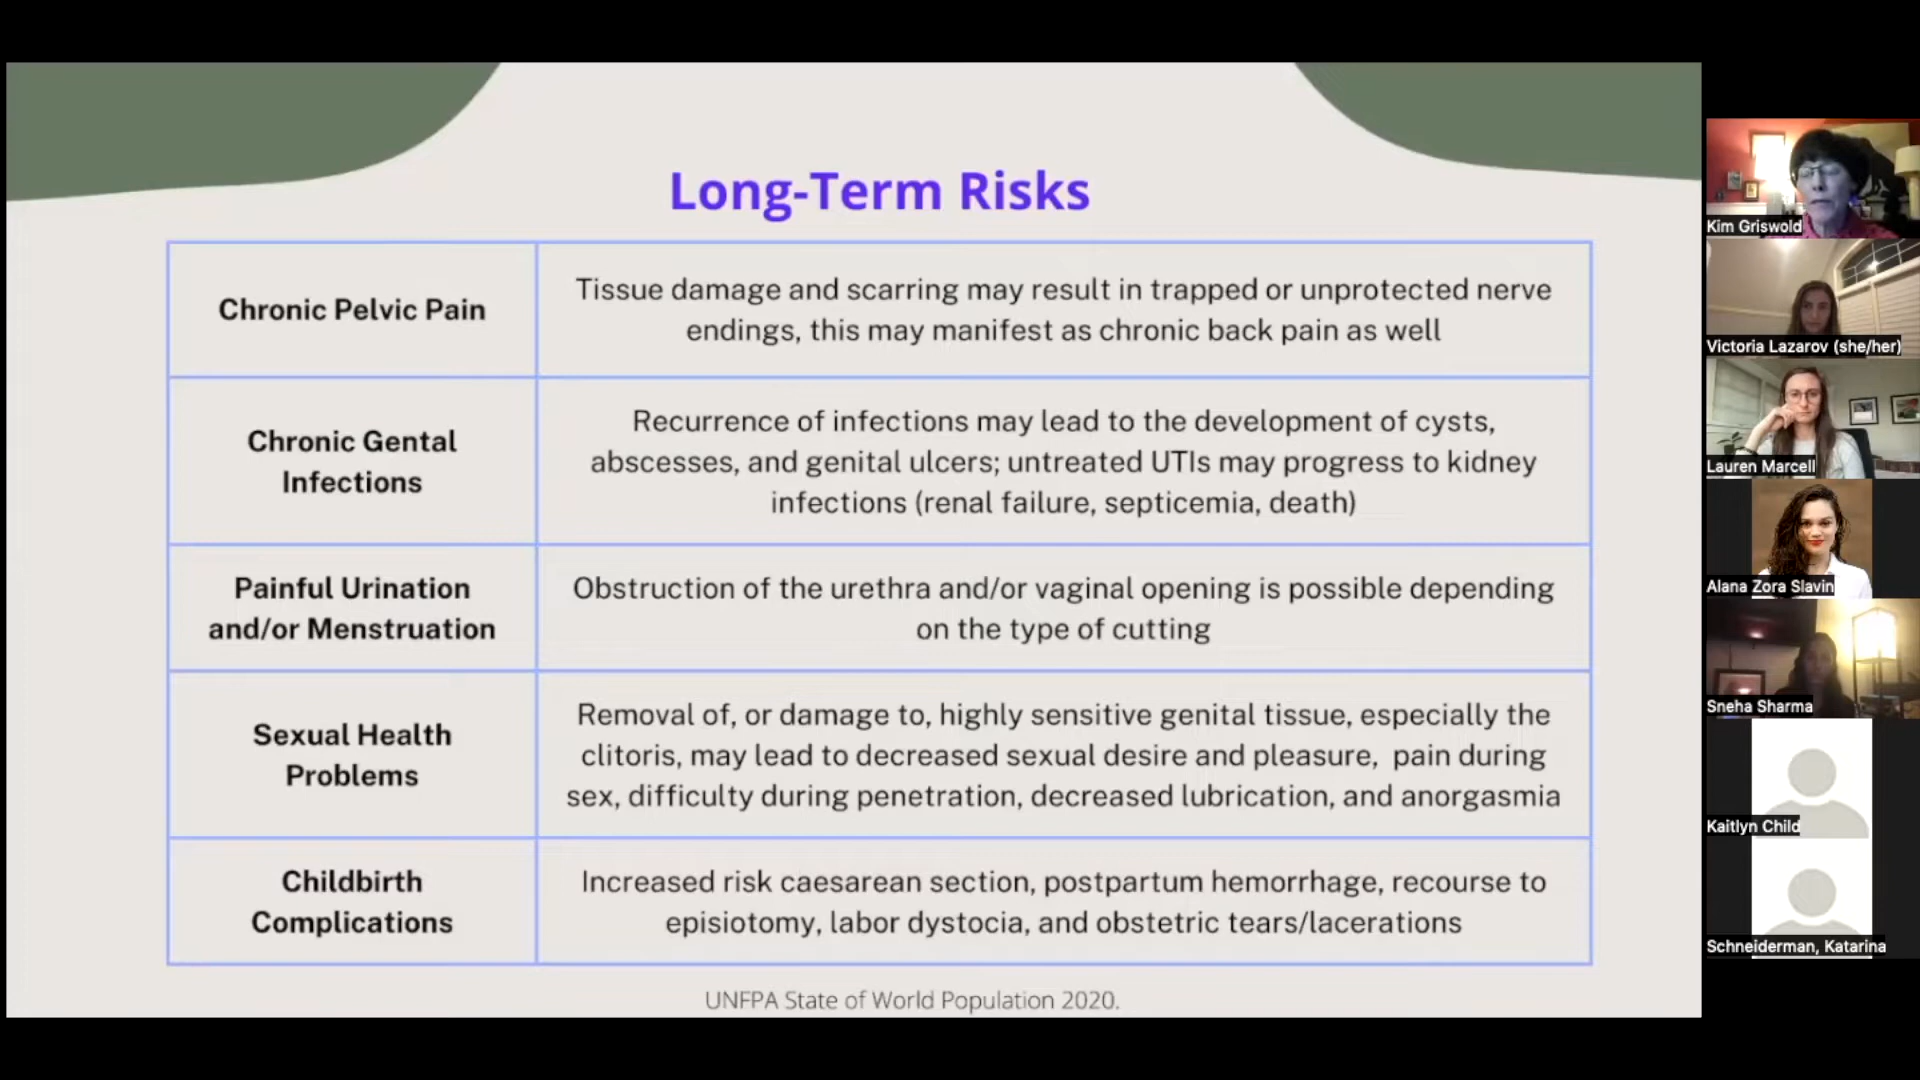 Long-Term Risks
Chronic Pelvic Pain
Tissue damage and scarring may result in trapped or unprotected nerve
endings, this may manifest as chronic back pain as well
Chronic Gental
Infections
Recurrence of infections may lead to the development of cysts,
abscesses, and genital ulcers; untreated UTIs may progress to kidney
infections (renal failure, septicemia, death)
Painful Urination
and/or Menstruation
Obstruction of the urethra and/or vaginal opening is possible depending
on the type of cutting
Sexual Health
Problems
Removal of, or damage to, highly sensitive genital tissue, especially the
clitoris, may lead to decreased sexual desire and pleasure, pain during
sex, difficulty during penetration, decreased lubrication, and anorgasmia
Childbirth
Complications
Increased risk caesarean section, postpartum hemorrhage, recourse to
episiotomy, labor dystocia, and obstetric tears/lacerations
UNFPA State of World Population 2020.
Kim Griswold
Victoria Lazarov (she/her)
Lauren Marcell
Alana Zora Slavin
Sneha Sharma
Kaitlyn Child
Schneiderman, Katarina